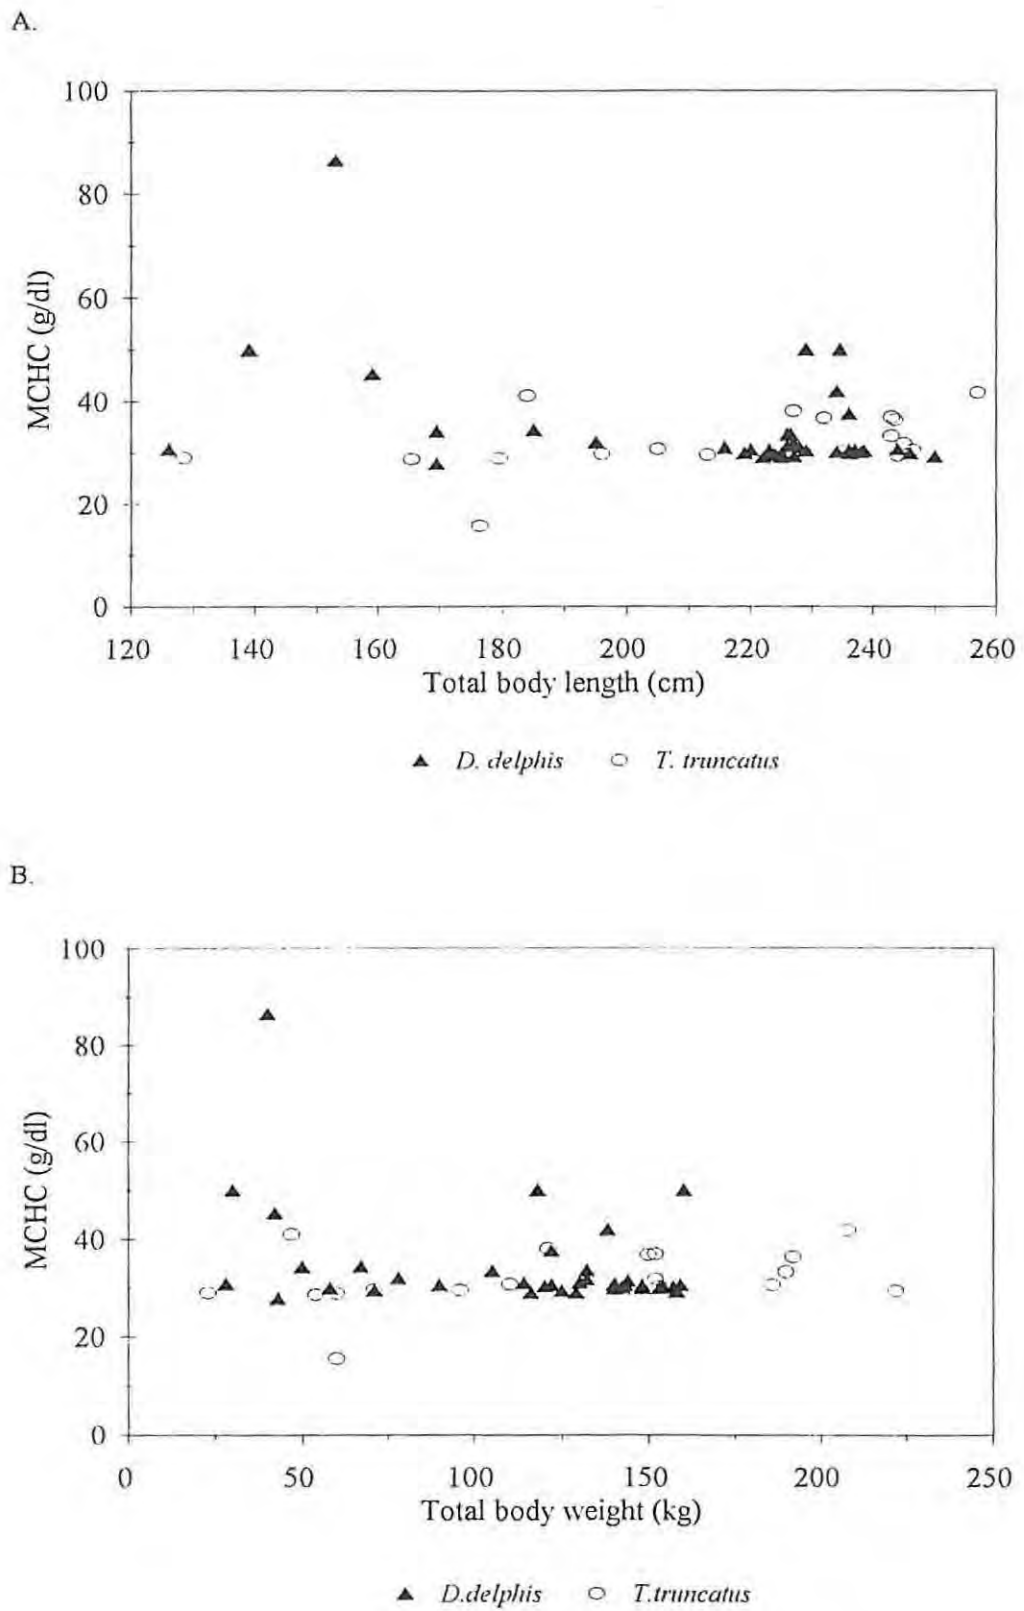 A.
100
80
60
40
20
0
MCHC (g/dl)
120 140 160 180 200 220 240 260
Total body length (cm)
D. delphis T. truncatus
B.
100
80
60
40
20
0
MCHC (g/dl)
0 50 100 150 200 250
Total body weight (kg)
D.delphis T.truncatus